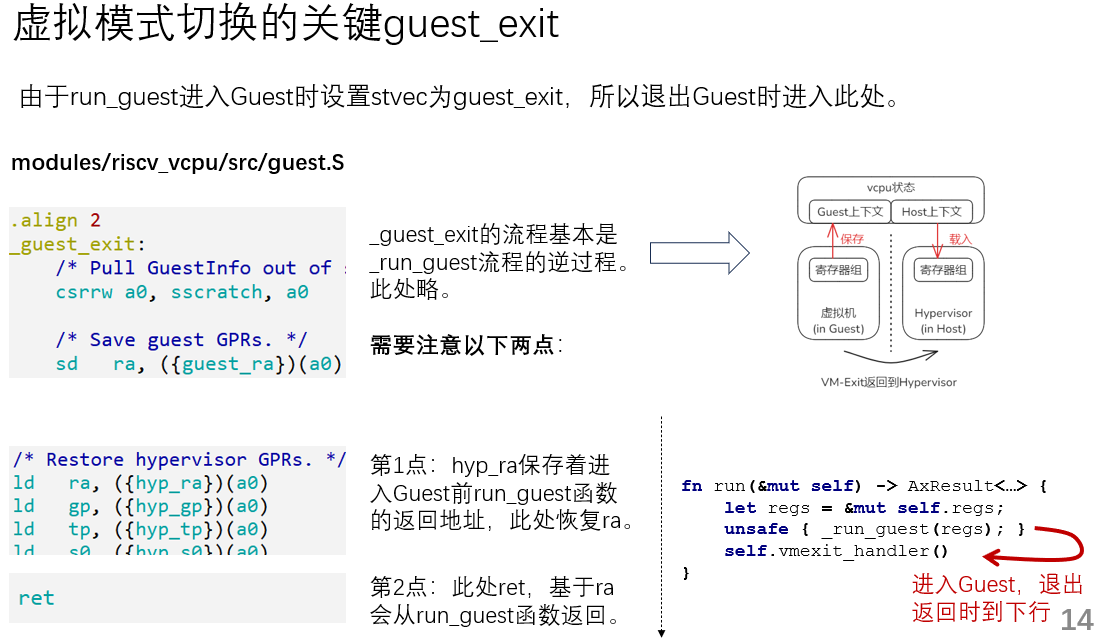 虚拟模式切换的关键guest_exit
由于run_guest进入Guest时设置stvec为guest_exit，所以退出Guest时进入此处。
modules/riscv_vcpu/src/guest.S
.align 2
_guest_exit:
/* Pull GuestInfo out of
csrrw a0, sscratch, a0
/* Save guest GPRs. */
sd ra, ({guest_ra})(a0)
_guest_exit的流程基本是
_run_guest流程的逆过程。
此处略。
需要注意以下两点：
vcpu状态
Guest上下文
Host上下文
保存
载入
寄存器组
寄存器组
虚拟机
(in Guest)
Hypervisor
(in Host)
VM-Exit返回到Hypervisor
/* Restore hypervisor GPRs. */
ld ra, ({hyp_ra})(a0)
ld gp, ({hyp_gp})(a0)
ld tp, ({hyp_tp})(a0)
ld s0, ({hyp_s0})(a0)
ret
第1点：hyp_ra保存着进
入Guest前run_guest函数
的返回地址，此处恢复ra。
第2点：此处ret，基于ra
会从run_guest函数返回。
fn run(&mut self) -> AxResult<…> {
let regs = &mut self.regs;
unsafe { _run_guest(regs); }
self.vmexit_handler()
}
进入Guest，退出
返回时到下行
14